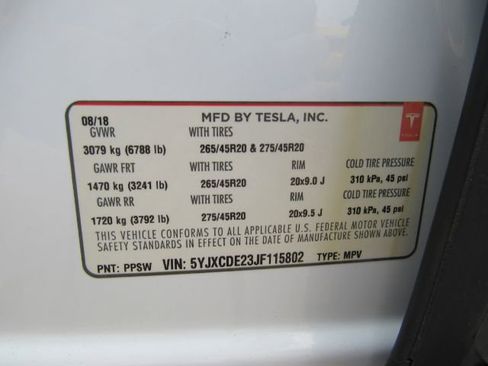 08/18 MFD BY TESLA, INC.
GVWR WITH TIRES
3079 kg (6788 lb) 265/45R20 & 275/45R20
GAWR FRT WITH TIRES RIM COLD TIRE PRESSURE
1470 kg (3241 lb) 265/45R20 20x9.0 J 310 kPa, 45 psi
GAWR RR WITH TIRES RIM COLD TIRE PRESSURE
1720 kg (3792 lb) 275/45R20 20x9.5 J 310 kPa, 45 psi
THIS VEHICLE CONFORMS TO ALL APPLICABLE U.S. FEDERAL MOTOR VEHICLE
SAFETY STANDARDS IN EFFECT ON THE DATE OF MANUFACTURE SHOWN ABOVE.
PNT: PPSW VIN: 5YJXCDE23JF115802 TYPE: MPV
TESLA